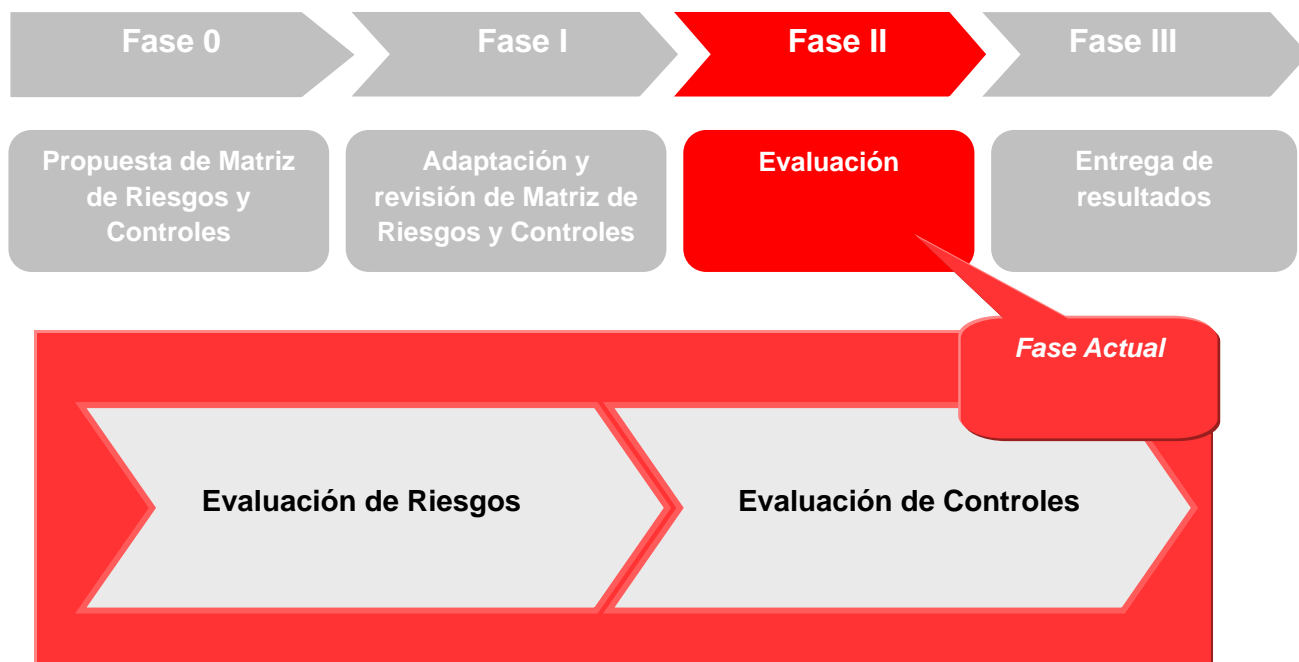 Fase 0
Fase I
Fase II
Fase III
Propuesta de Matriz
de Riesgos y
Controles
Adaptación y
revisión de Matriz de
Riesgos y Controles
Evaluación
Entrega de
resultados
Fase Actual
Evaluación de Riesgos
Evaluación de Controles